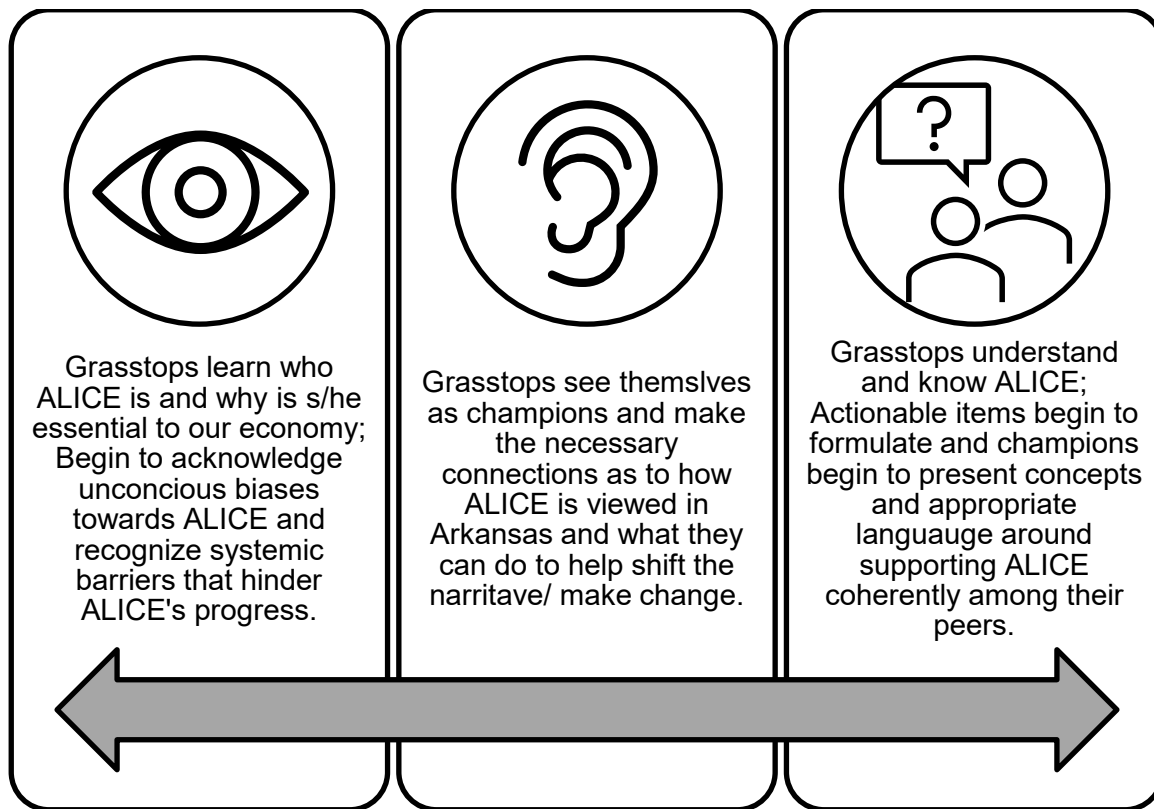 ?
Grasstops learn who
ALICE is and why is s/he
essential to our economy;
Begin to acknowledge
unconcious biases
towards ALICE and
recognize systemic
barriers that hinder
ALICE's progress.
Grasstops see themslves
as champions and make
the necessary
connections as to how
ALICE is viewed in
Arkansas and what they
can do to help shift the
narritave/ make change.
Grasstops understand
and know ALICE;
Actionable items begin to
formulate and champions
begin to present concepts
and appropriate
languauge around
supporting ALICE
coherently among their
peers.